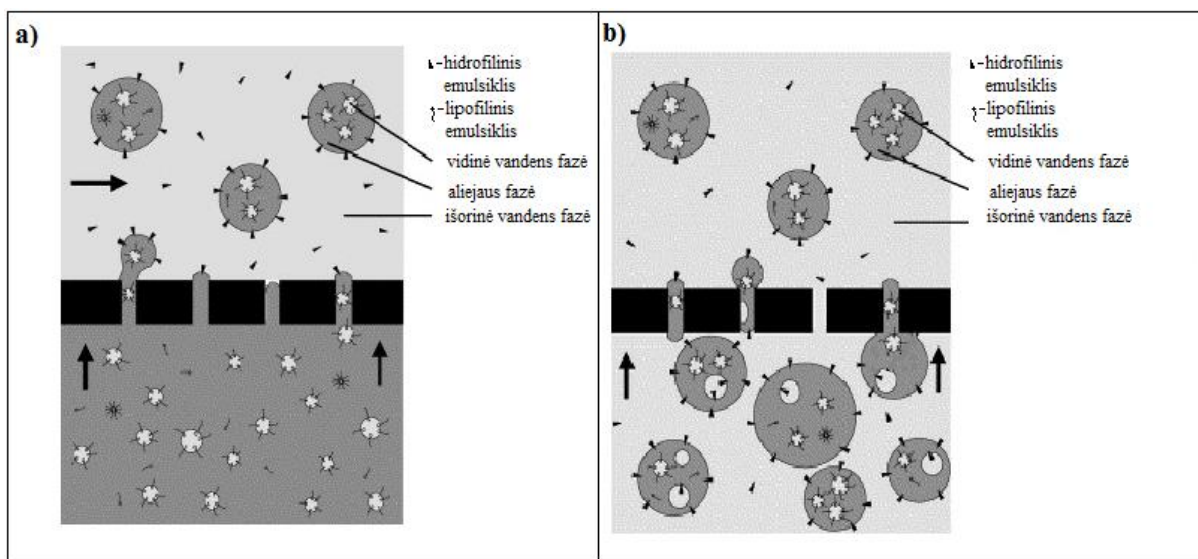 a)
-hidrofilinis
emulsiklis
-lipofilinis
emulsiklis
vidinė vandens fazė
aliejaus fazė
išorinė vandens fazė
b)
-hidrofilinis
emulsiklis
-lipofilinis
emulsiklis
vidinė vandens fazė
aliejaus fazė
išorinė vandens fazė